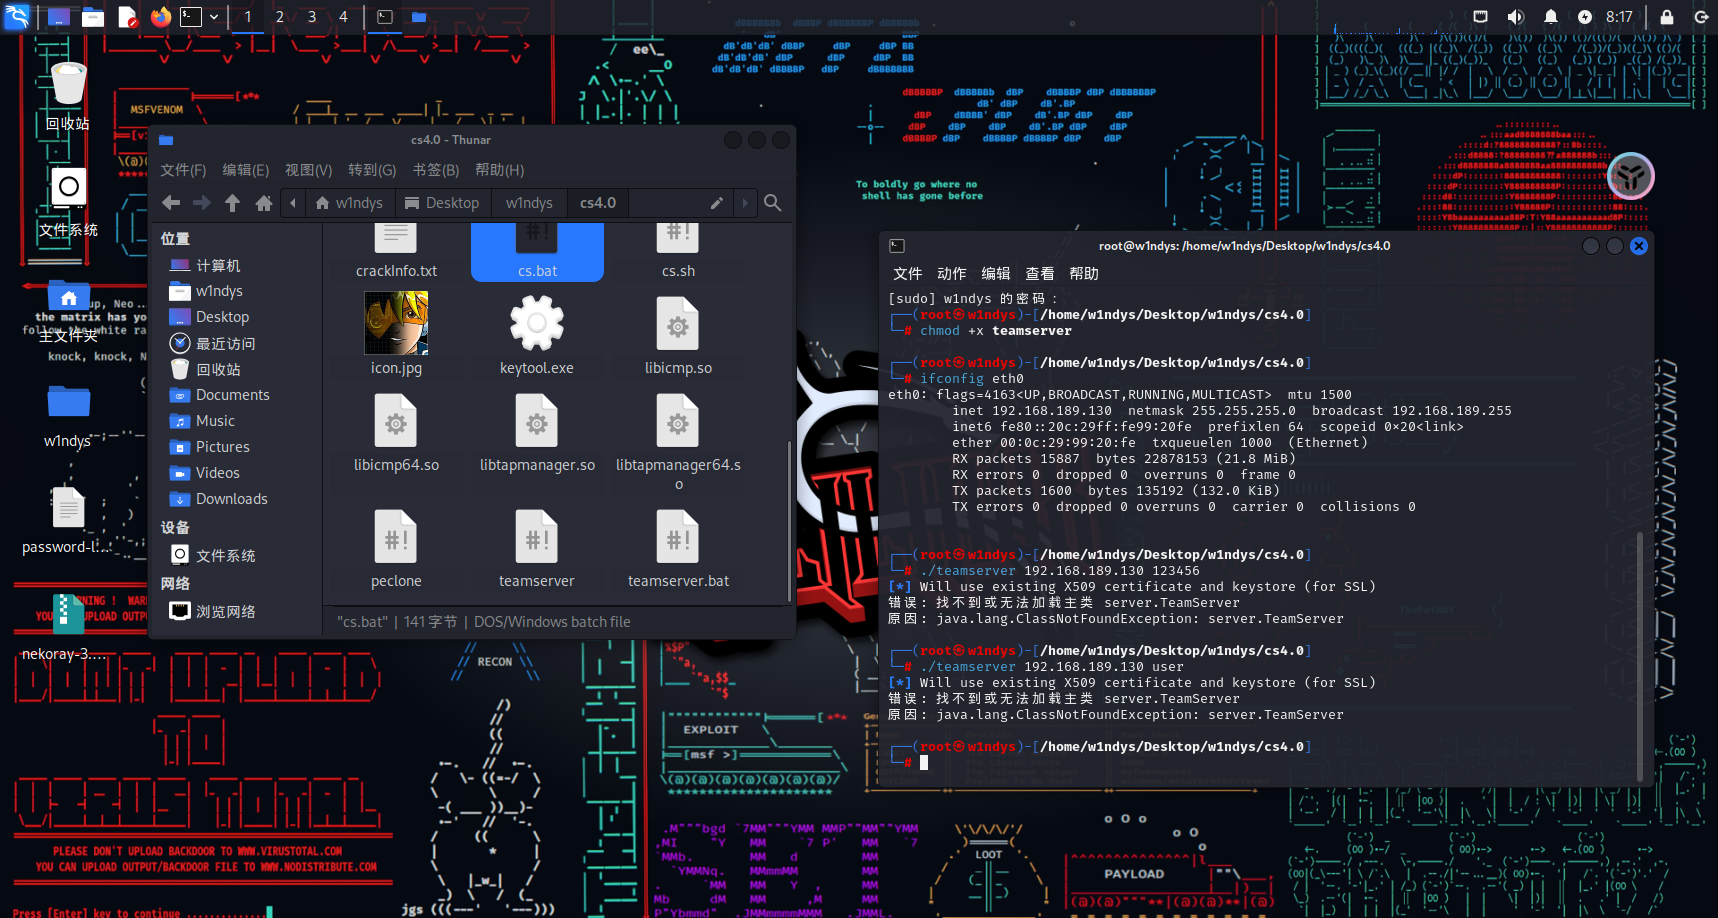 1 2 3 4
8:17
回收站
文件系统
主文件夹
w1ndys
password-l...
nekoray-3....
cs4.0 - Thunar
文件(F) 编辑(E) 视图(V) 转到(G) 书签(B) 帮助(H)
w1ndys Desktop w1ndys cs4.0
位置
计算机
w1ndys
Desktop
最近访问
回收站
Documents
Music
Pictures
Videos
Downloads
设备
文件系统
网络
浏览网络
crackInfo.txt cs.bat cs.sh
icon.jpg keytool.exe libicmp.so
libicmp64.so libtapmanager.so libtapmanager64.s
o
peclone teamserver teamserver.bat
"cs.bat" | 141 字节 | DOS/Windows batch file
root@w1ndys: /home/w1ndys/Desktop/w1ndys/cs4.0
文件 动作 编辑 查看 帮助
[sudo] w1ndys 的密码：
┌──(root㉿w1ndys)-[/home/w1ndys/Desktop/w1ndys/cs4.0]
└─# chmod +x teamserver
┌──(root㉿w1ndys)-[/home/w1ndys/Desktop/w1ndys/cs4.0]
└─# ifconfig eth0
eth0: flags=4163<UP,BROADCAST,RUNNING,MULTICAST>  mtu 1500
inet 192.168.189.130  netmask 255.255.255.0  broadcast 192.168.189.255
inet6 fe80::20c:29ff:fe99:20fe  prefixlen 64  scopeid 0×20<link>
ether 00:0c:29:99:20:fe  txqueuelen 1000  (Ethernet)
RX packets 15887  bytes 22878153 (21.8 MiB)
RX errors 0  dropped 0  overruns 0  frame 0
TX packets 1600  bytes 135192 (132.0 KiB)
TX errors 0  dropped 0 overruns 0  carrier 0  collisions 0
┌──(root㉿w1ndys)-[/home/w1ndys/Desktop/w1ndys/cs4.0]
└─# ./teamserver 192.168.189.130 123456
[*] Will use existing X509 certificate and keystore (for SSL)
错误: 找不到或无法加载主类 server.TeamServer
原因: java.lang.ClassNotFoundException: server.TeamServer
┌──(root㉿w1ndys)-[/home/w1ndys/Desktop/w1ndys/cs4.0]
└─# ./teamserver 192.168.189.130 user
[*] Will use existing X509 certificate and keystore (for SSL)
错误: 找不到或无法加载主类 server.TeamServer
原因: java.lang.ClassNotFoundException: server.TeamServer
┌──(root㉿w1ndys)-[/home/w1ndys/Desktop/w1ndys/cs4.0]
└─#
MSFVENOM
To boldly go where no
shell has gone before
up, Neo...
the matrix has yo
follow the white ra
knock, knock, N
RECON
EXPLOIT
[msf >]
LOOT
PAYLOAD
PLEASE DON'T UPLOAD BACKDOOR TO WWW.VIRUSTOTAL.COM
YOU CAN UPLOAD OUTPUT/BACKDOOR FILE TO WWW.NODISTRIBUTE.COM
Press [Enter] key to continue ..............
jgs